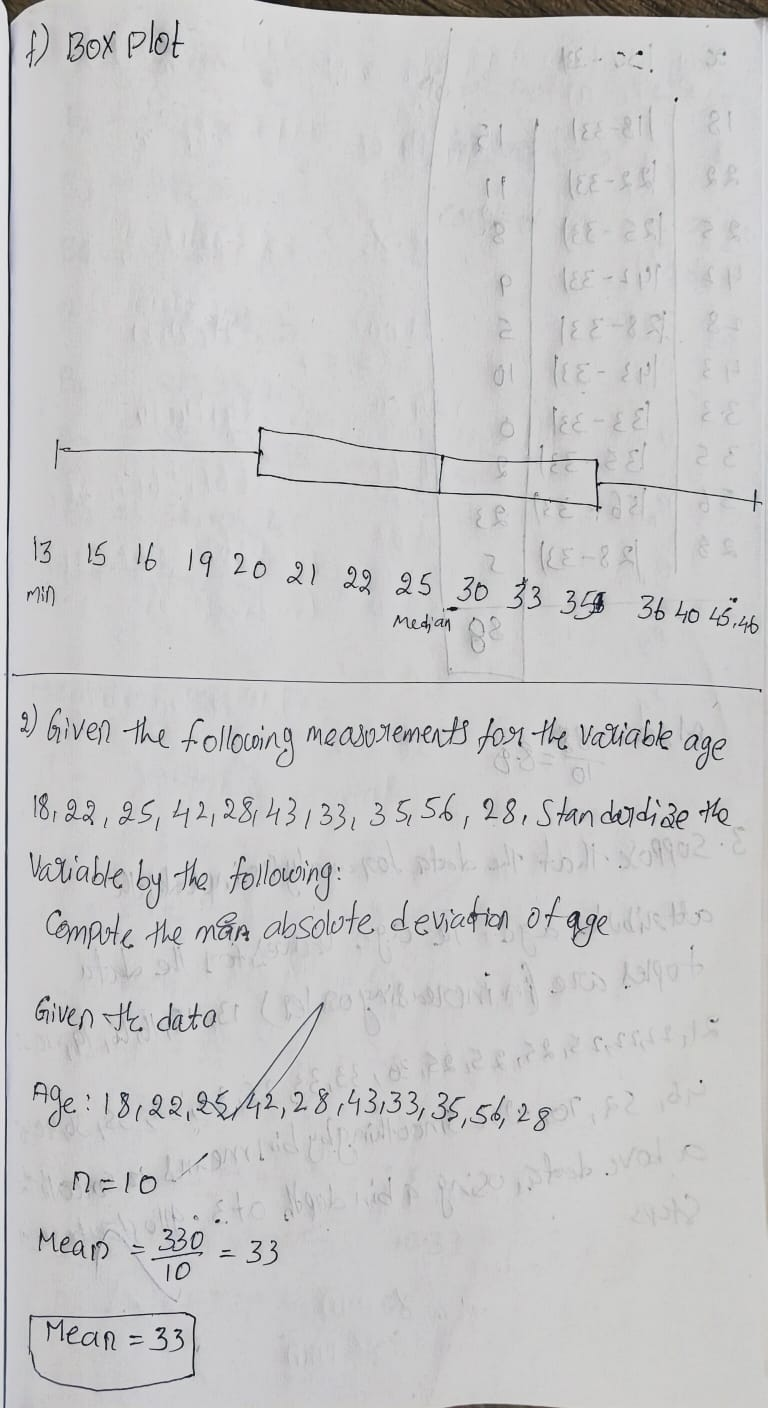 f) Box plot
13 15 16 19 20 21 22 25 30 33 35 36 40 45,46
min
Median
2) Given the following measorements for the variable age
18, 22, 25, 42, 28, 43, 33, 35, 56, 28, Standardize the
Variable by the following:
Compute the mean absolute deviation of age
Given the data
Age: 18, 22, 25, 42, 28, 43, 33, 35, 56, 28
n = 10
Mean = 330/10 = 33
Mean = 33